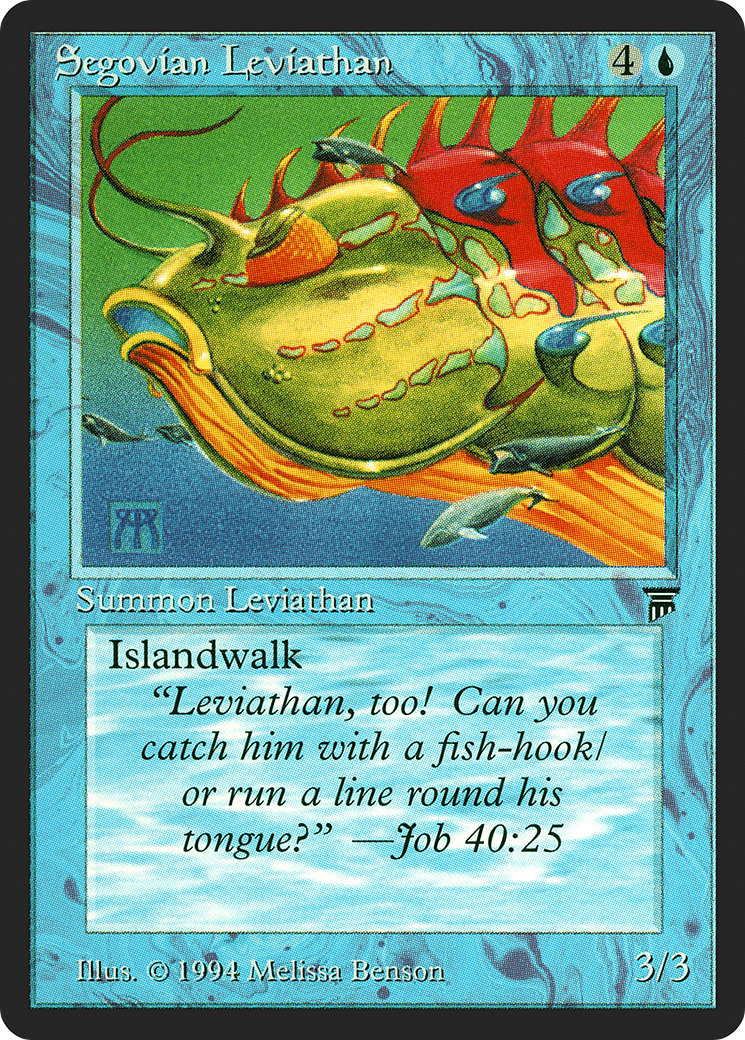 Segovian Leviathan 4
Summon Leviathan
Islandwalk
“Leviathan, too! Can you
catch him with a fish-hook/
or run a line round his
tongue?” —Job 40:25
Illus. © 1994 Melissa Benson 3/3